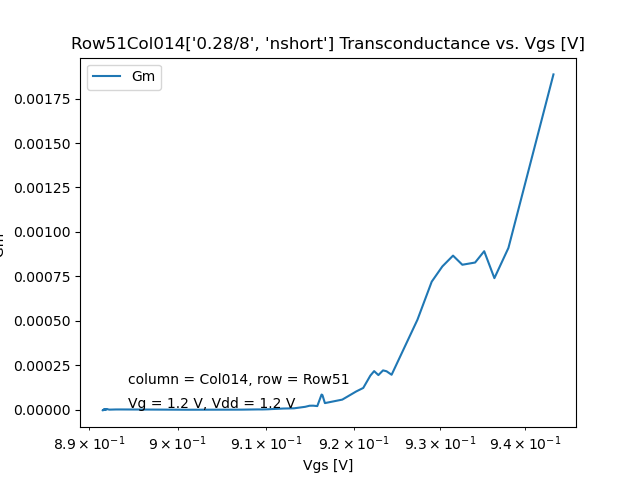 Row51Col014['0.28/8', 'nshort'] Transconductance vs. Vgs [V]
Gm
0.00175
0.00150
0.00125
0.00100
0.00075
0.00050
0.00025
0.00000
Gm
column = Col014, row = Row51
Vg = 1.2 V, Vdd = 1.2 V
8.9 × 10⁻¹ 9 × 10⁻¹ 9.1 × 10⁻¹ 9.2 × 10⁻¹ 9.3 × 10⁻¹ 9.4 × 10⁻¹
Vgs [V]